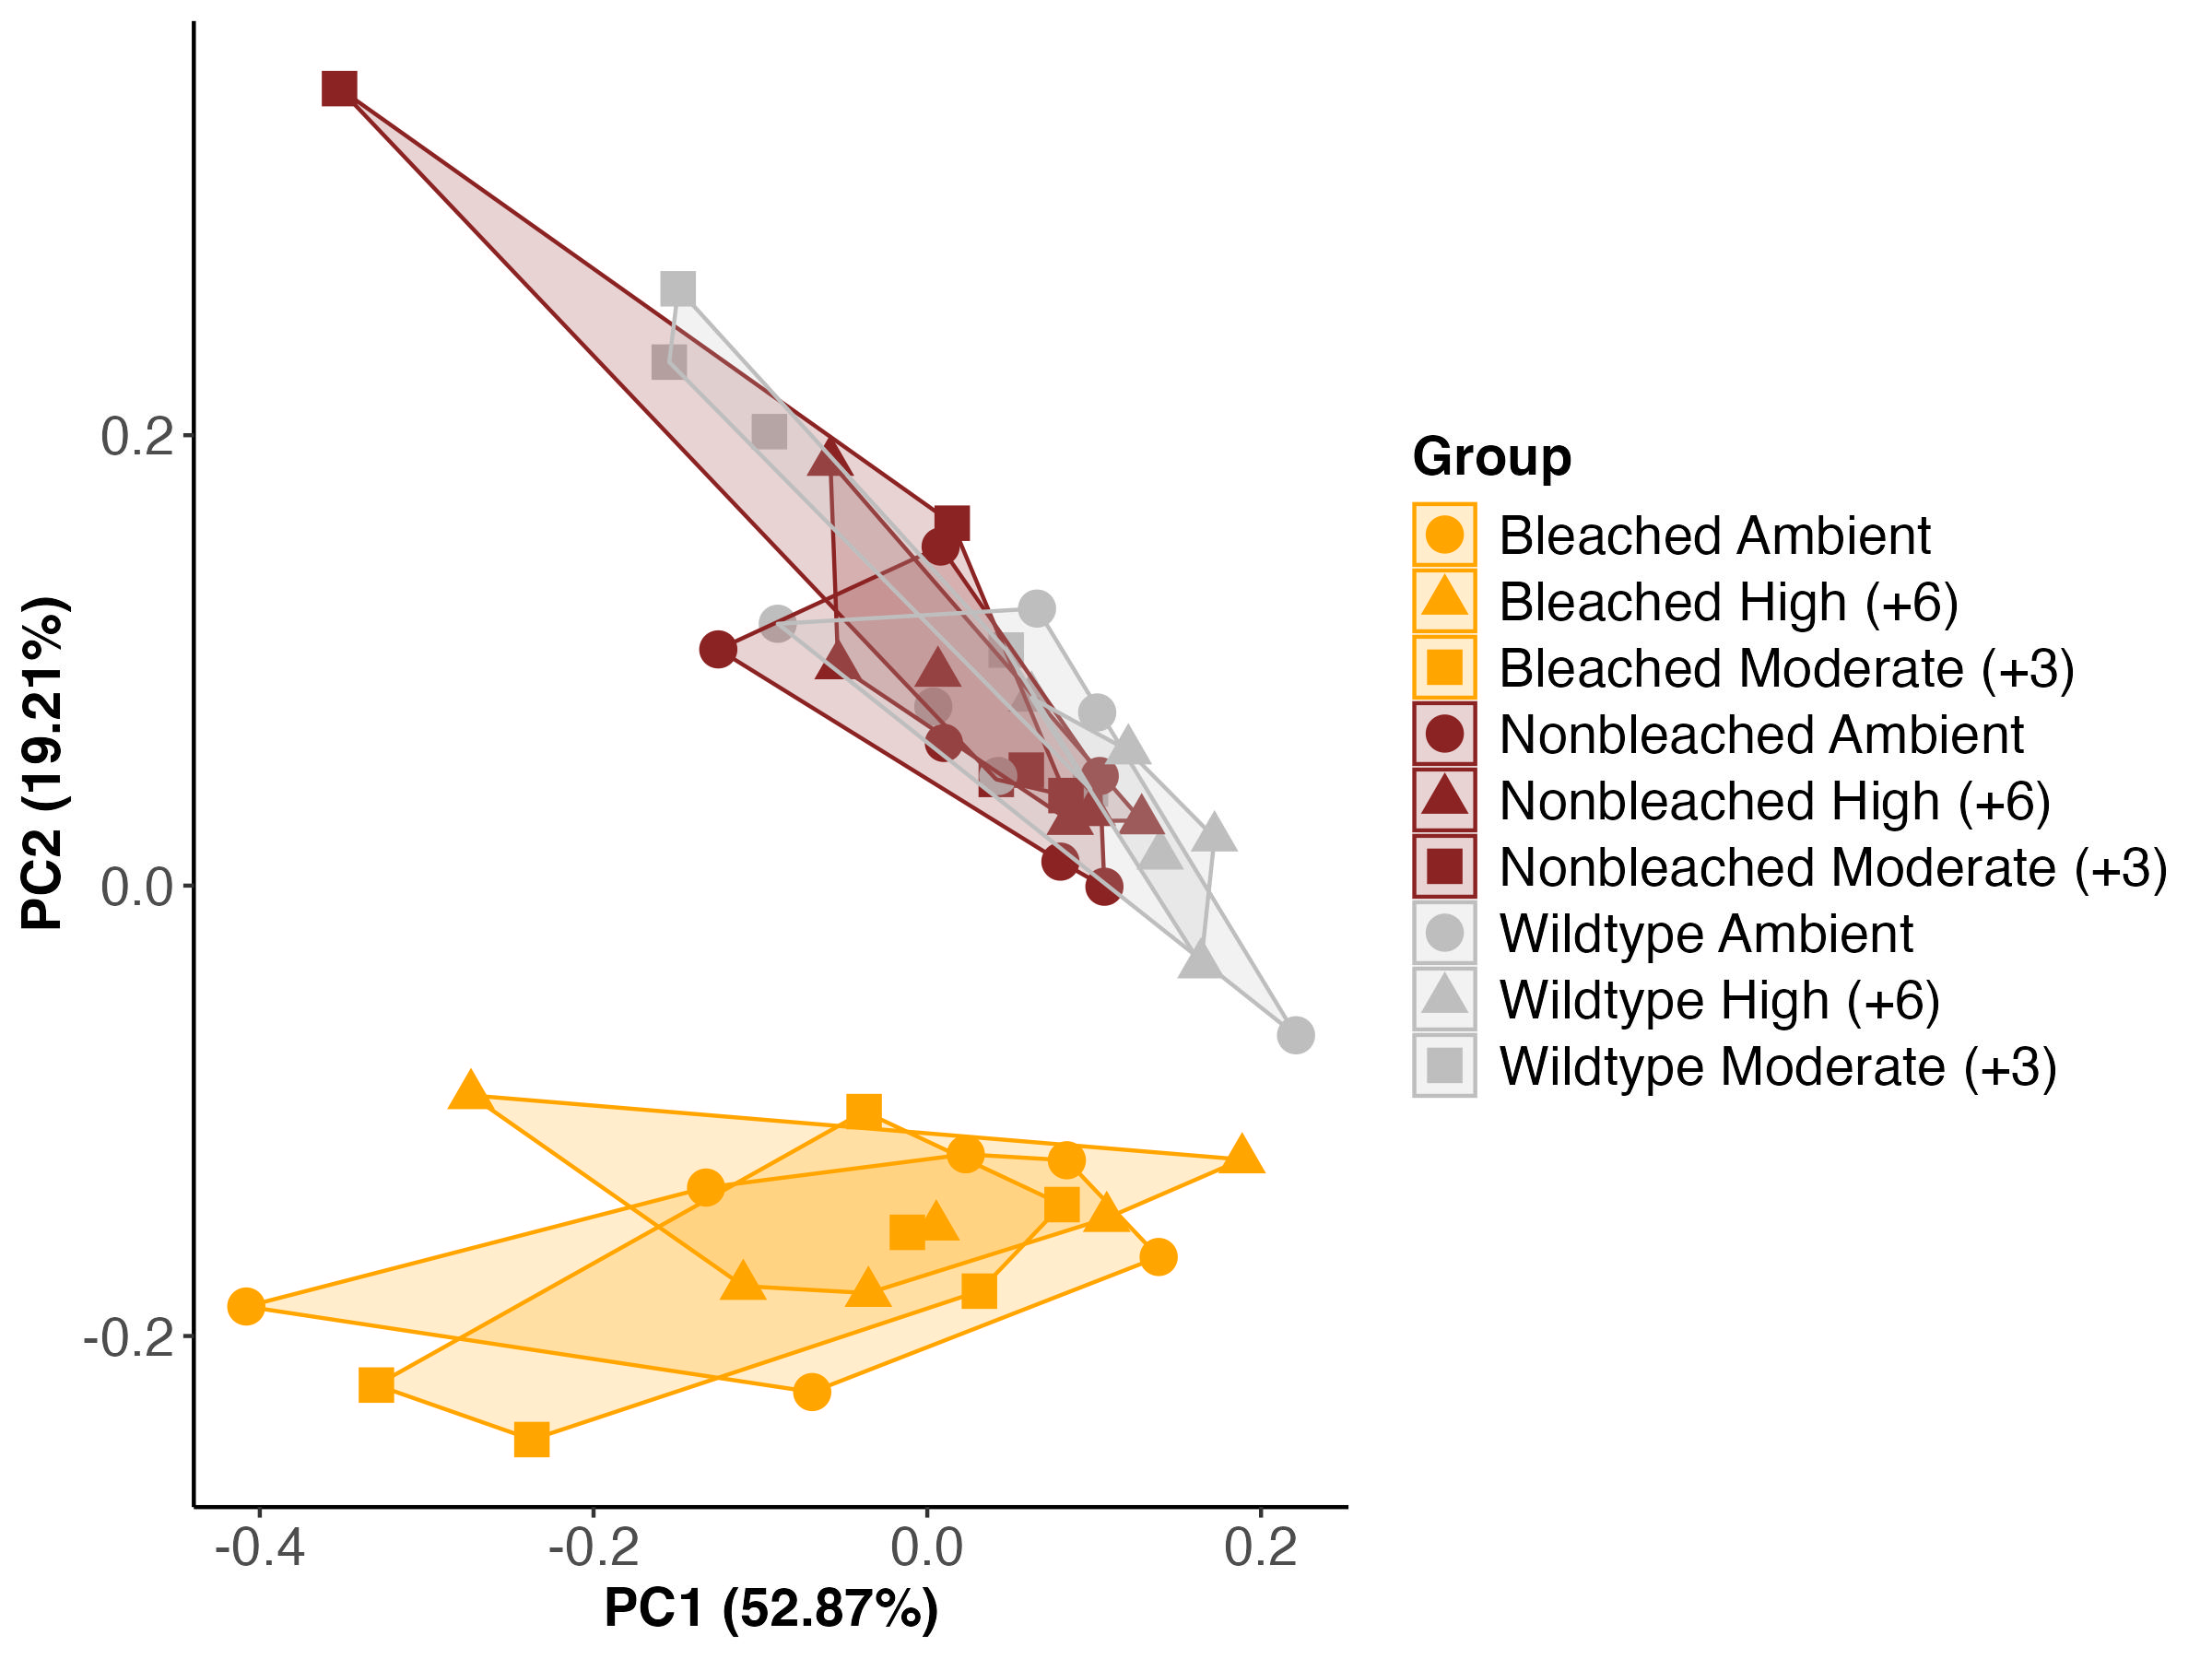 PC2 (19.21%)
0.2
0.0
-0.2
-0.4
-0.2
0.0
0.2
PC1 (52.87%)
Group
Bleached Ambient
Bleached High (+6)
Bleached Moderate (+3)
Nonbleached Ambient
Nonbleached High (+6)
Nonbleached Moderate (+3)
Wildtype Ambient
Wildtype High (+6)
Wildtype Moderate (+3)